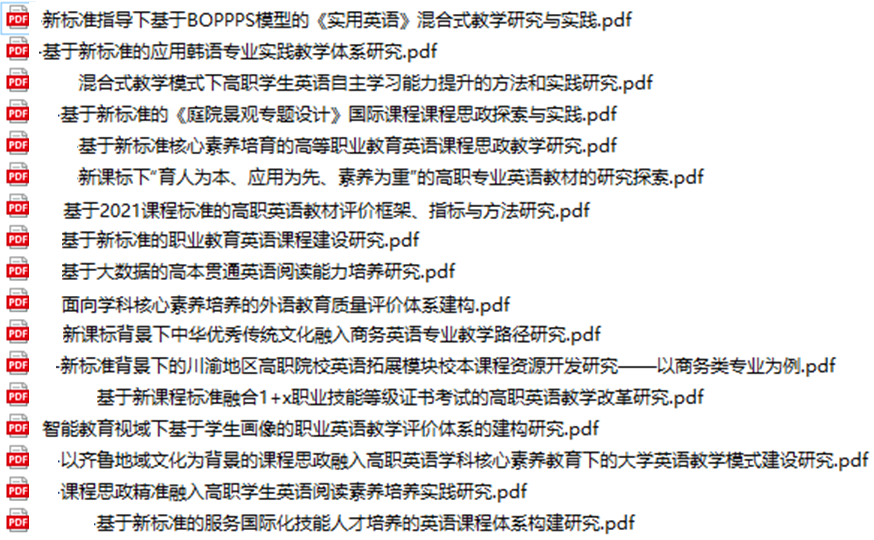 新标准指导下基于BOPPPS模型的《实用英语》混合式教学研究与实践.pdf
-基于新标准的应用韩语专业实践教学体系研究.pdf
混合式教学模式下高职学生英语自主学习能力提升的方法和实践研究.pdf
基于新标准的《庭院景观专题设计》国际课程课程思政探索与实践.pdf
基于新标准核心素养培育的高等职业教育英语课程思政教学研究.pdf
新课标下“育人为本、应用为先、素养为重”的高职专业英语教材的研究探索.pdf
基于2021课程标准的高职英语教材评价框架、指标与方法研究.pdf
基于新标准的职业教育英语课程建设研究.pdf
基于大数据的高本贯通英语阅读能力培养研究.pdf
面向学科核心素养培养的外语教育质量评价体系建构.pdf
新课标背景下中华优秀传统文化融入商务英语专业教学路径研究.pdf
-新标准背景下的川渝地区高职院校英语拓展模块校本课程资源开发研究——以商务类专业为例.pdf
基于新课程标准融合1+x职业技能等级证书考试的高职英语教学改革研究.pdf
智能教育视域下基于学生画像的职业英语教学评价体系的建构研究.pdf
以齐鲁地域文化为背景的课程思政融入高职英语学科核心素养教育下的大学英语教学模式建设研究.pdf
课程思政精准融入高职学生英语阅读素养培养实践研究.pdf
基于新标准的服务国际化技能人才培养的英语课程体系构建研究.pdf